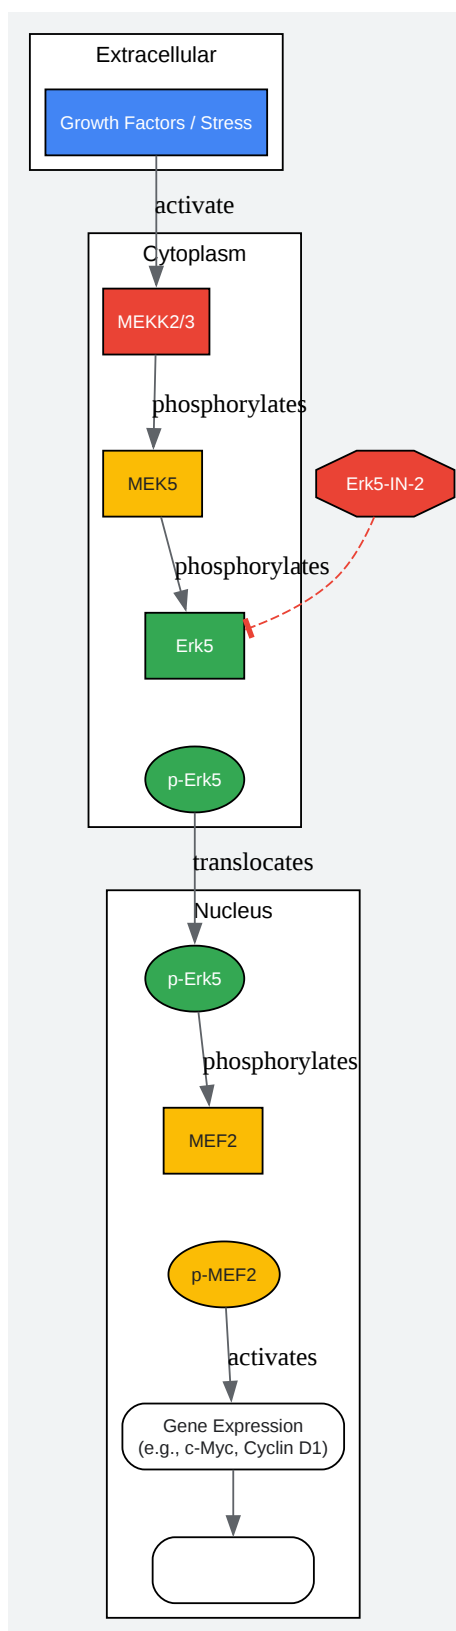 Extracellular
Growth Factors / Stress
activate
Cytoplasm
MEKK2/3
phosphorylates
MEK5
Erk5-IN-2
phosphorylates
Erk5
p-Erk5
translocates
Nucleus
p-Erk5
phosphorylates
MEF2
p-MEF2
activates
Gene Expression
(e.g., c-Myc, Cyclin D1)